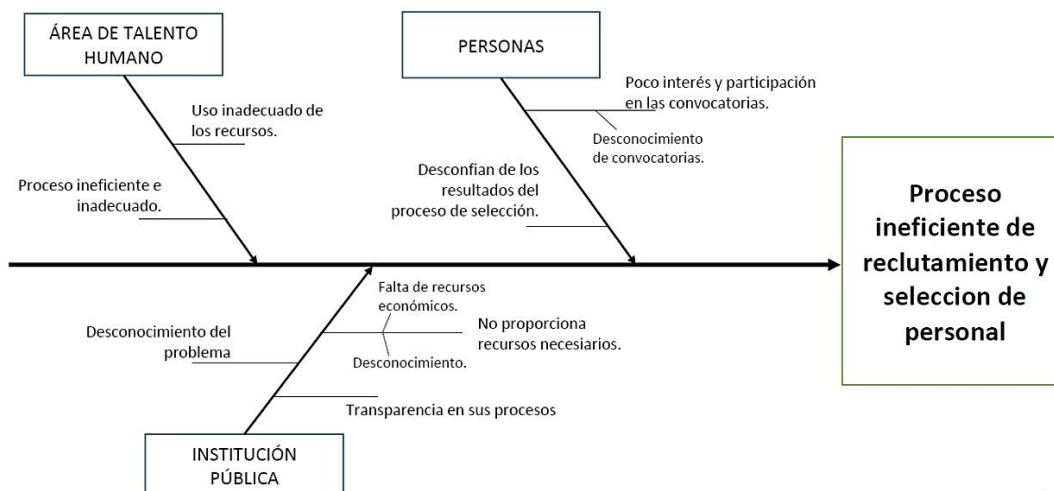 ÁREA DE TALENTO
HUMANO
PERSONAS
Uso inadecuado de
los recursos.
Proceso ineficiente e
inadecuado.
Poco interés y participación
en las convocatorias.
Desconocimiento
de convocatorias.
Desconfian de los
resultados del
proceso de selección.
Proceso
ineficiente de
reclutamiento y
seleccion de
personal
Falta de recursos
económicos.
No proporciona
recursos necesiarios.
Desconocimiento.
Desconocimiento del
problema
Transparencia en sus procesos
INSTITUCIÓN
PÚBLICA